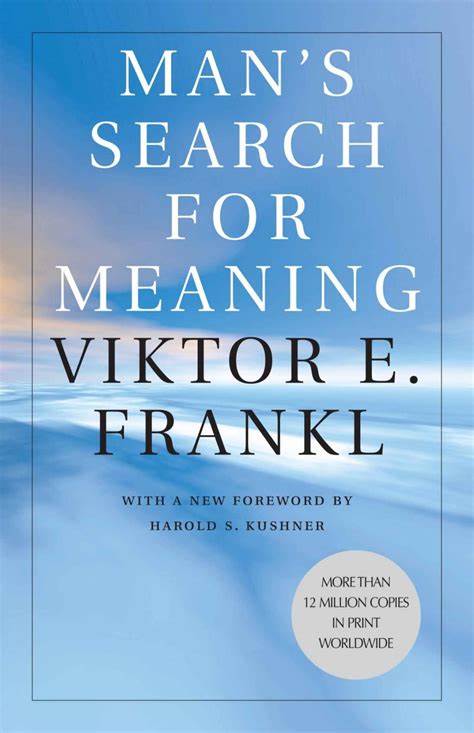 MAN'S
SEARCH
FOR
MEANING
VIKTOR E.
FRANKL
WITH A NEW FOREWORD BY
HAROLD S. KUSHNER
MORE THAN
12 MILLION COPIES
IN PRINT
WORLDWIDE